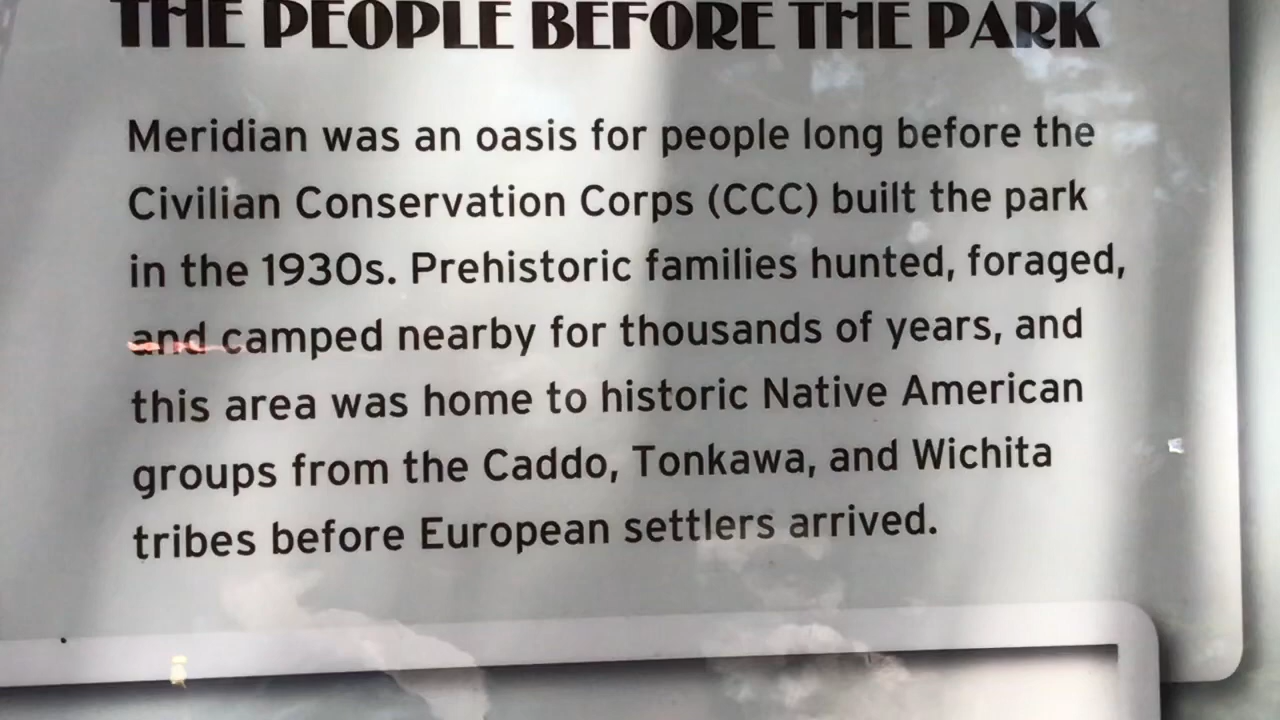 THE PEOPLE BEFORE THE PARK
Meridian was an oasis for people long before the
Civilian Conservation Corps (CCC) built the park
in the 1930s. Prehistoric families hunted, foraged,
and camped nearby for thousands of years, and
this area was home to historic Native American
groups from the Caddo, Tonkawa, and Wichita
tribes before European settlers arrived.